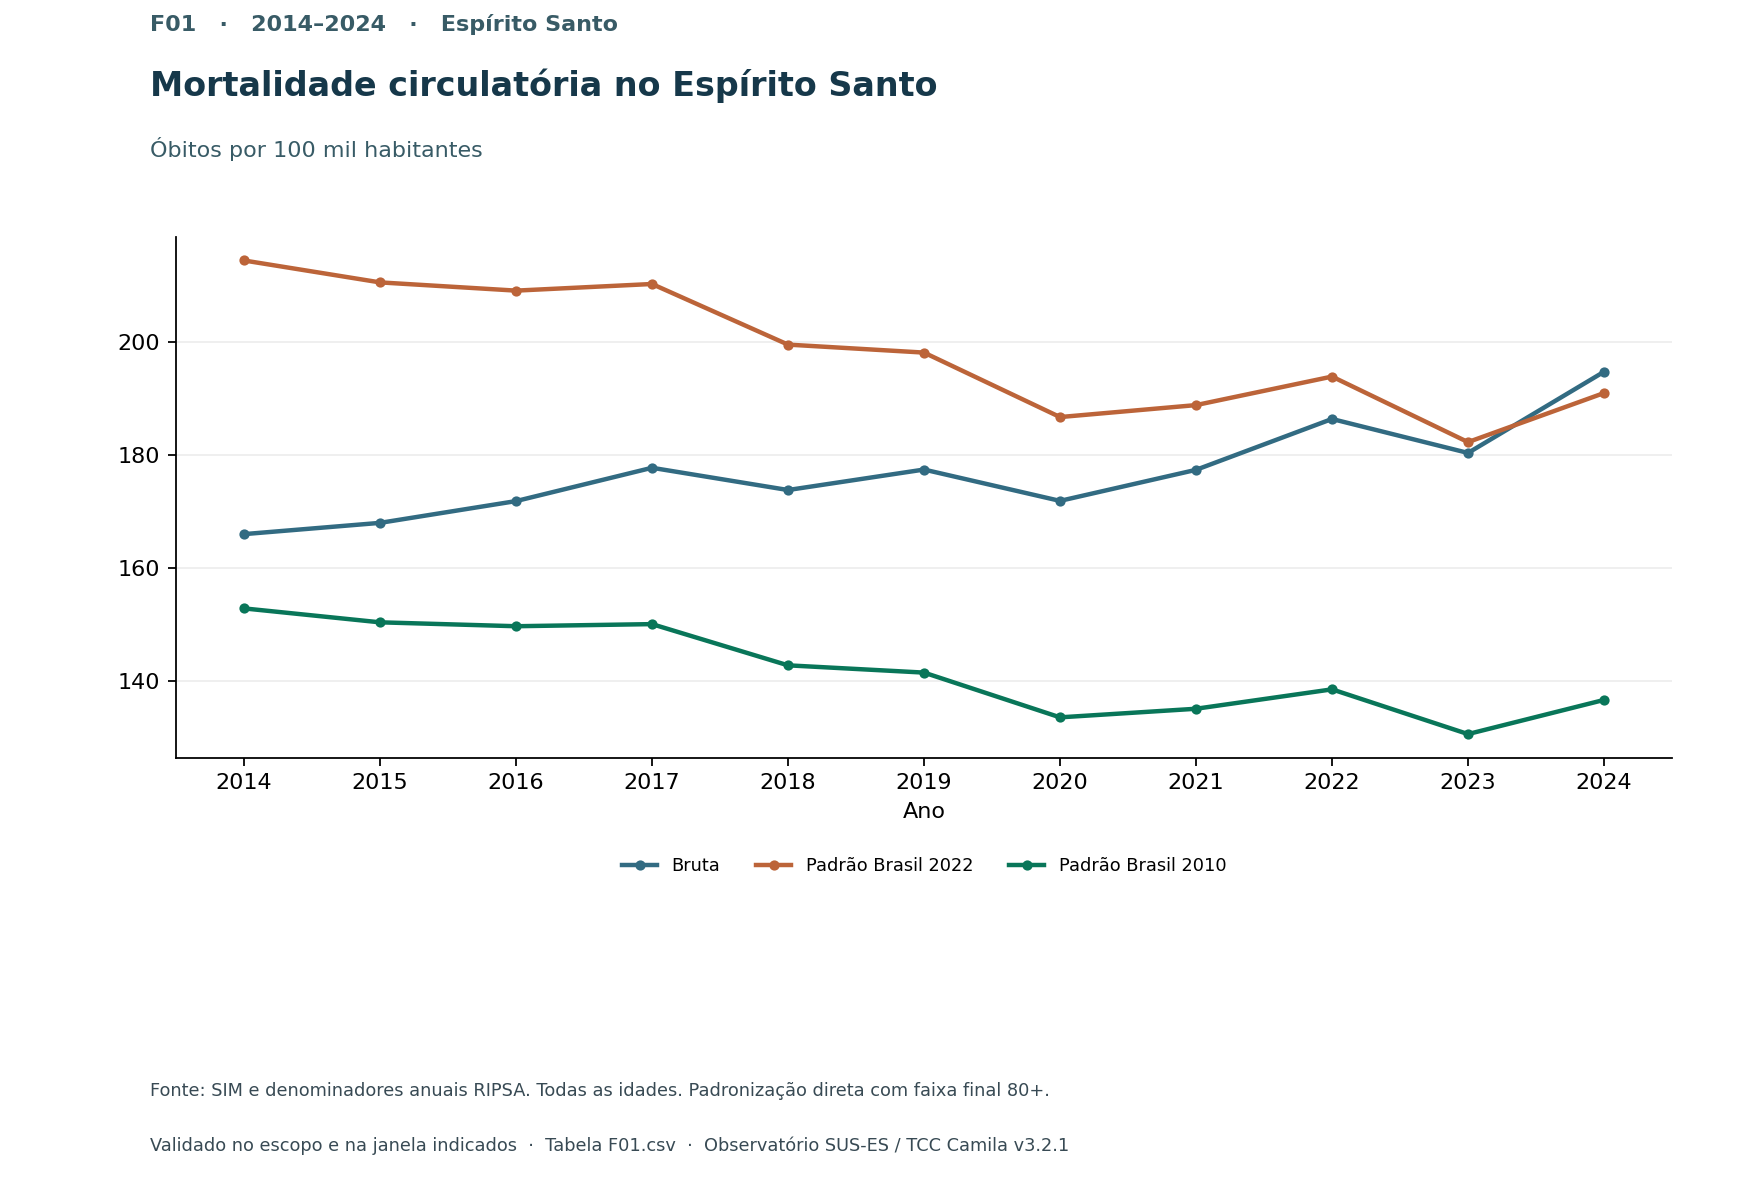 F01 · 2014–2024 · Espírito Santo
Mortalidade circulatória no Espírito Santo
Óbitos por 100 mil habitantes
200
180
160
140
2014 2015 2016 2017 2018 2019 2020 2021 2022 2023 2024
Ano
Bruta Padrão Brasil 2022 Padrão Brasil 2010
Fonte: SIM e denominadores anuais RIPSA. Todas as idades. Padronização direta com faixa final 80+.
Validado no escopo e na janela indicados · Tabela F01.csv · Observatório SUS-ES / TCC Camila v3.2.1